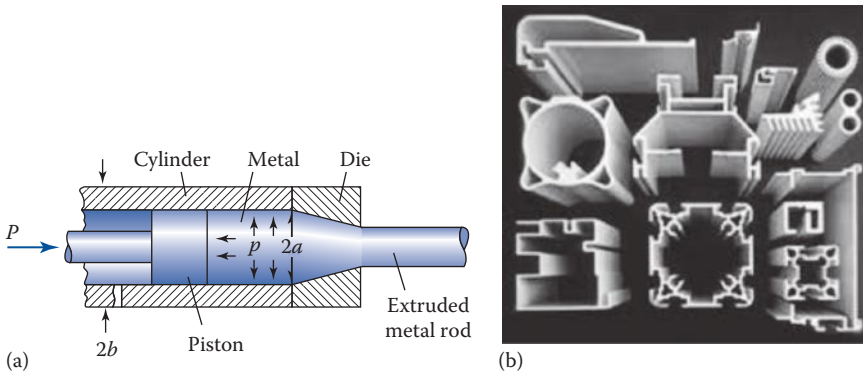 Cylinder Metal Die
P
p 2a
Extruded
metal rod
2b
Piston
(a)
(b)